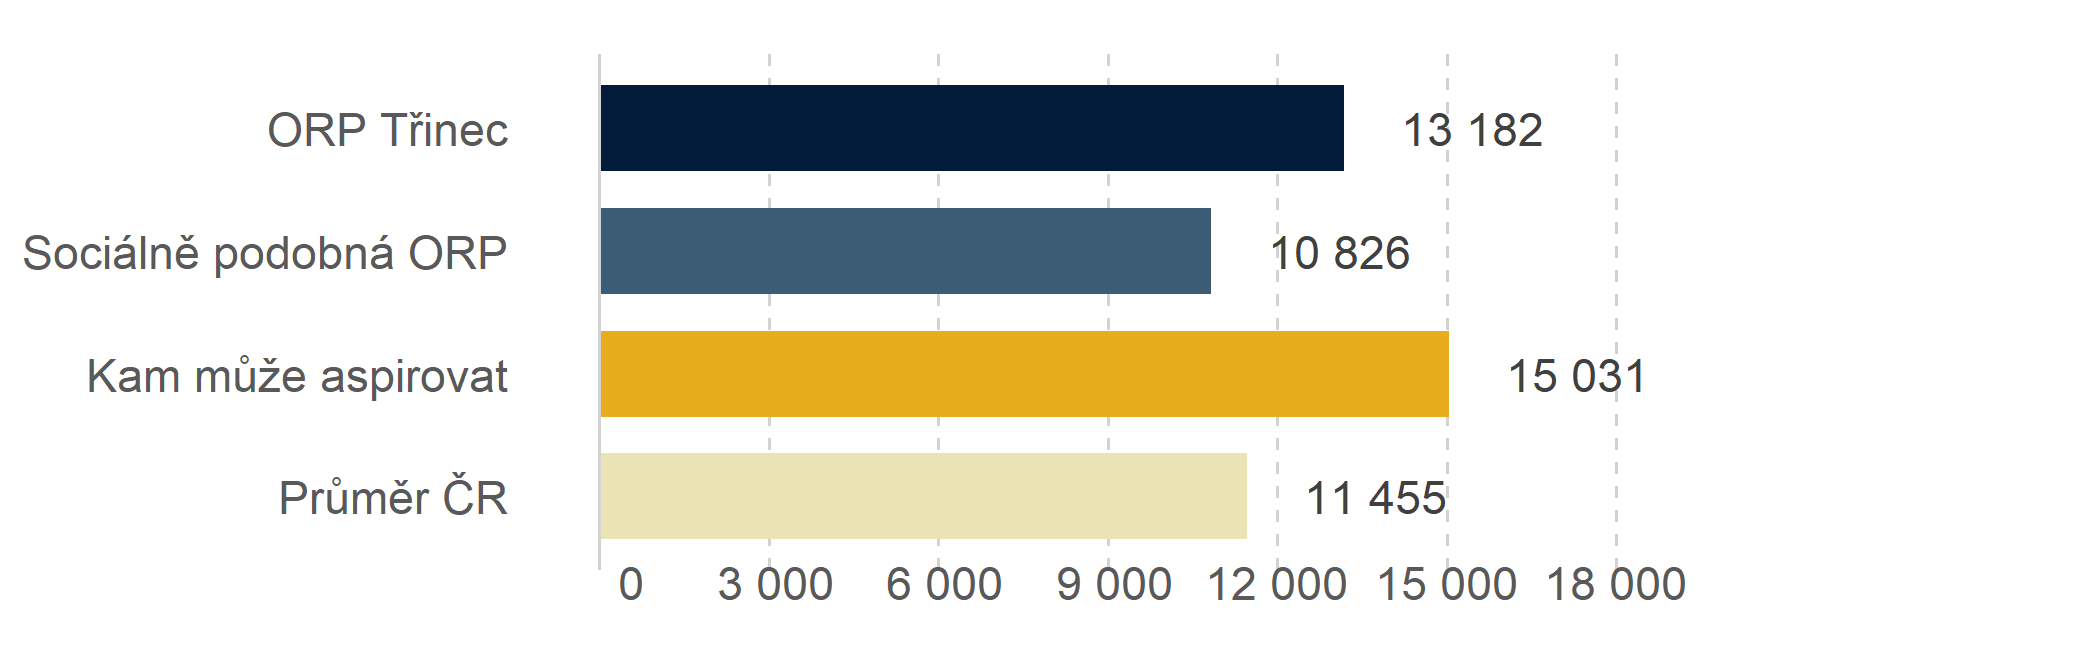 ORP Třinec 13 182
Sociálně podobná ORP 10 826
Kam může aspirovat 15 031
Průměr ČR 11 455
0 3 000 6 000 9 000 12 000 15 000 18 000